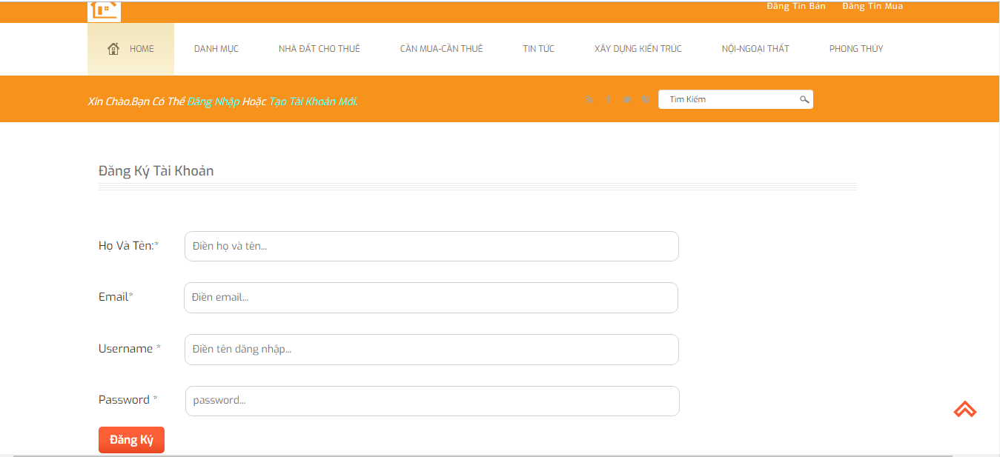 Đăng Tin Bán Đăng Tin Mua
HOME DANH MỤC NHÀ ĐẤT CHO THUÊ CẦN MUA-CẦN THUÊ TIN TỨC XÂY DỰNG KIẾN TRÚC NỘI-NGOẠI THẤT PHONG THỦY
Xin Chào,Bạn Có Thể Đăng Nhập Hoặc Tạo Tài Khoản Mới. Tìm Kiếm
Đăng Ký Tài Khoản
Họ Và Tên:* Điền họ và tên...
Email* Điền email...
Username * Điền tên đăng nhập...
Password * password...
Đăng Ký